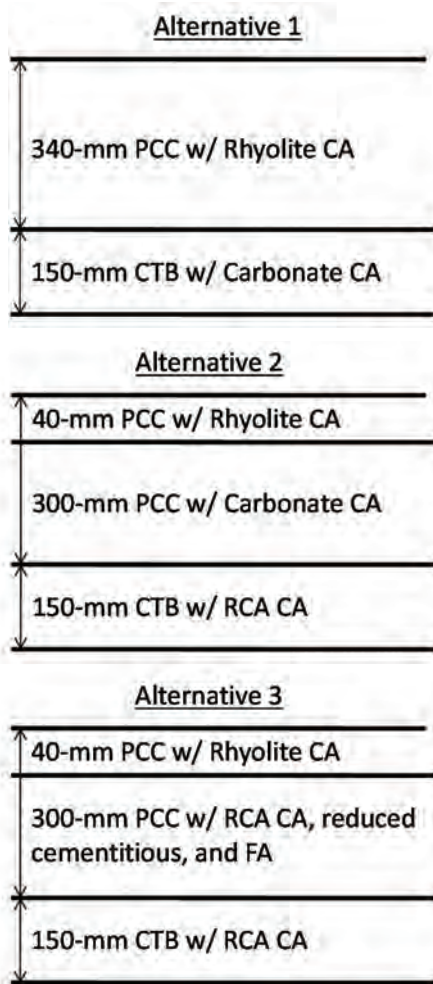 Alternative 1
340-mm PCC w/ Rhyolite CA
150-mm CTB w/ Carbonate CA
Alternative 2
40-mm PCC w/ Rhyolite CA
300-mm PCC w/ Carbonate CA
150-mm CTB w/ RCA CA
Alternative 3
40-mm PCC w/ Rhyolite CA
300-mm PCC w/ RCA CA, reduced
cementitious, and FA
150-mm CTB w/ RCA CA